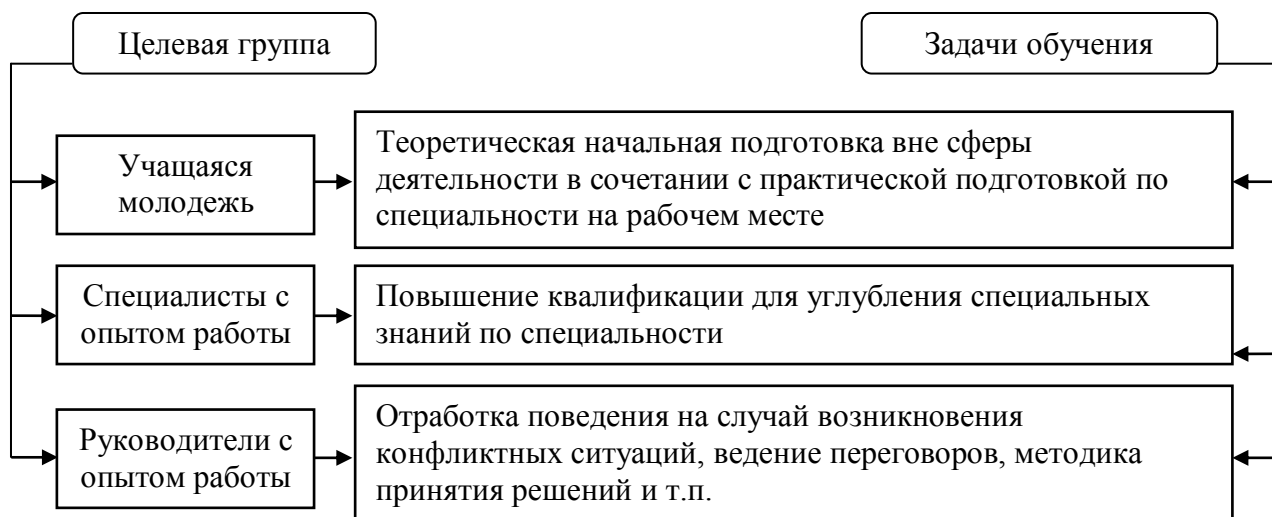 Целевая группа
Задачи обучения
Учащаяся
молодежь
Теоретическая начальная подготовка вне сферы
деятельности в сочетании с практической подготовкой по
специальности на рабочем месте
Специалисты с
опытом работы
Повышение квалификации для углубления специальных
знаний по специальности
Руководители с
опытом работы
Отработка поведения на случай возникновения
конфликтных ситуаций, ведение переговоров, методика
принятия решений и т.п.